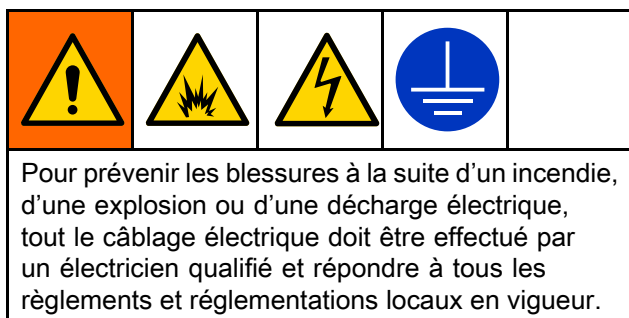 Pour prévenir les blessures à la suite d’un incendie,
d’une explosion ou d’une décharge électrique,
tout le câblage électrique doit être effectué par
un électricien qualifié et répondre à tous les
règlements et réglementations locaux en vigueur.